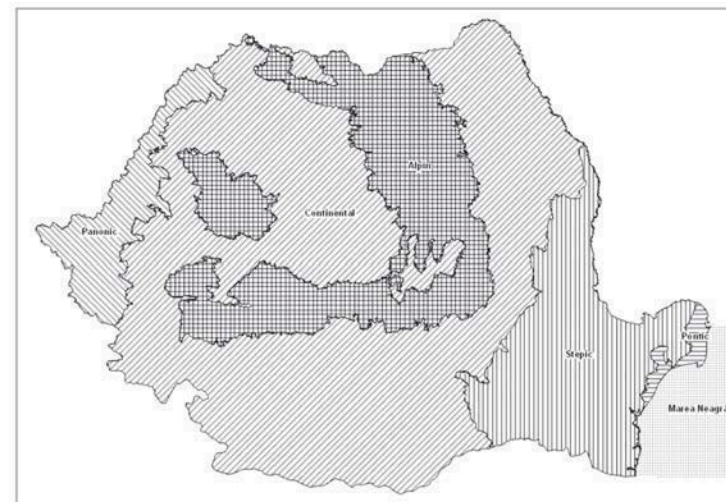 Alpin
Continental
Panonic
Pontic
Stepic
Marea Neagră